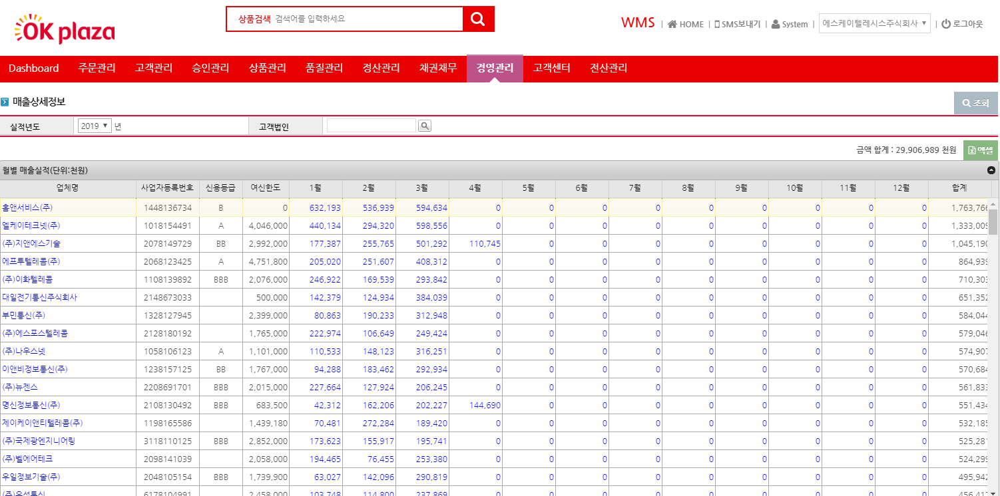 OK plaza
상품검색 검색어를 입력하세요
WMS | HOME | SMS보내기 | System | 에스케이텔레시스주식회사 ▼ | 로그아웃
Dashboard 주문관리 고객관리 승인관리 상품관리 품질관리 정산관리 채권채무 경영관리 고객센터 전산관리
매출상세정보 조회
실적년도 2019 ▼ 년 고객법인
금액 합계 : 29,906,989 천원 엑셀
월별 매출실적(단위:천원)
업체명 사업자등록번호 신용등급 여신한도 1월 2월 3월 4월 5월 6월 7월 8월 9월 10월 11월 12월 합계
홈앤서비스(주) 1448136734 B 0 632,193 536,939 594,634 0 0 0 0 0 0 0 0 0 1,763,766
엘케이테크넷(주) 1018154491 A 4,046,000 440,134 294,320 598,556 0 0 0 0 0 0 0 0 0 1,333,009
(주)지앤에스기술 2078149729 BB 2,992,000 177,387 255,765 501,292 110,745 0 0 0 0 0 0 0 0 1,045,190
에프투텔레콤(주) 2068123425 A 4,751,800 205,020 251,607 408,312 0 0 0 0 0 0 0 0 0 864,939
(주)이화텔레콤 1108139892 BBB 2,076,000 246,922 169,539 293,842 0 0 0 0 0 0 0 0 0 710,303
대일전기통신주식회사 2148673033 500,000 142,379 124,934 384,039 0 0 0 0 0 0 0 0 0 651,352
부민통신(주) 1328127945 2,399,000 80,863 190,233 312,948 0 0 0 0 0 0 0 0 0 584,044
(주)에스포스텔레콤 2128180192 1,765,000 222,974 106,649 249,424 0 0 0 0 0 0 0 0 0 579,046
(주)나우스넷 1058106123 A 1,101,000 110,533 148,123 316,251 0 0 0 0 0 0 0 0 0 574,907
이앤비정보통신(주) 1238157125 BB 1,767,000 94,288 183,462 292,934 0 0 0 0 0 0 0 0 0 570,684
(주)뉴젠스 2208691701 BBB 2,015,000 227,664 127,924 206,245 0 0 0 0 0 0 0 0 0 561,833
명신정보통신(주) 2108130492 BBB 683,500 42,312 162,206 202,227 144,690 0 0 0 0 0 0 0 0 551,434
제이케이앤티텔레콤(주) 1198165586 1,439,180 70,481 272,284 189,420 0 0 0 0 0 0 0 0 0 532,185
(주)국제광엔지니어링 3118110125 BBB 2,852,000 173,623 155,917 195,741 0 0 0 0 0 0 0 0 0 525,281
(주)벨에어테크 2098141039 2,058,000 194,465 76,455 253,380 0 0 0 0 0 0 0 0 0 524,299
우일정보기술(주) 2048105154 BBB 1,739,900 63,027 142,096 290,819 0 0 0 0 0 0 0 0 0 495,942
(주)우석통신 6178104991 2,458,000 103,748 114,800 237,869 0 0 0 0 0 0 0 0 0 456,417